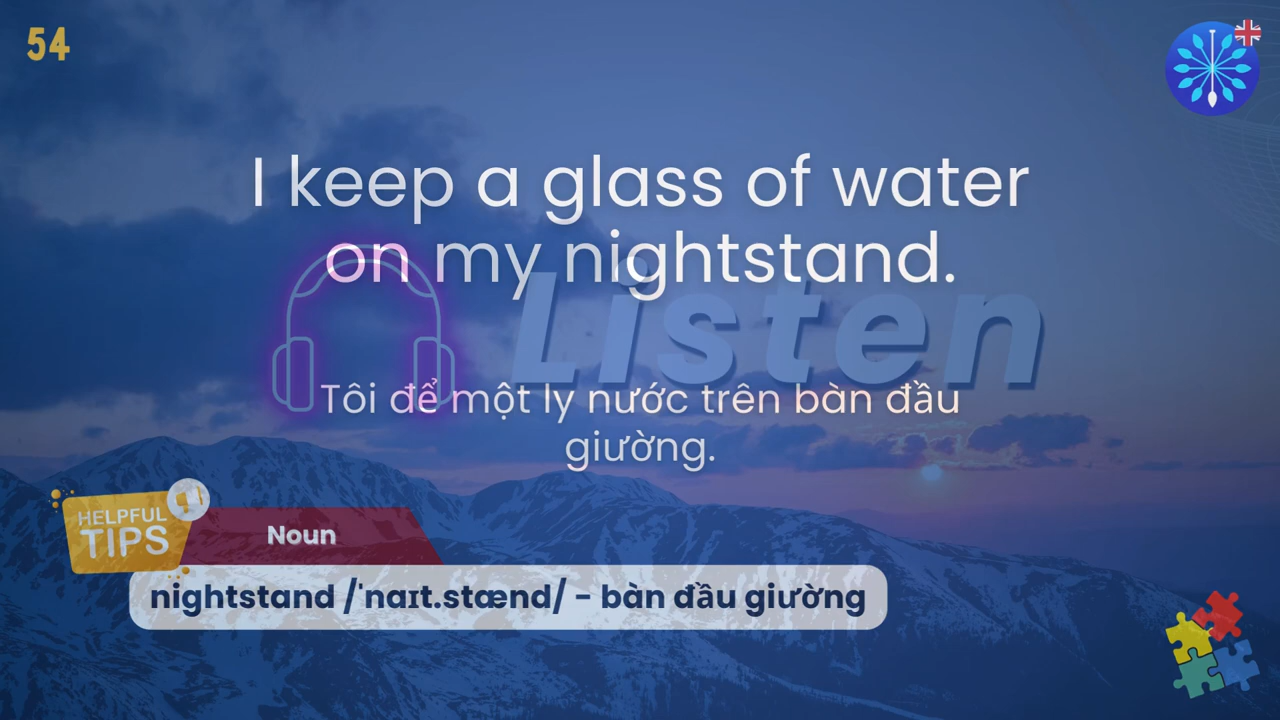 54
I keep a glass of water
on my nightstand.
Listen
Tôi để một ly nước trên bàn đầu
giường.
HELPFUL
TIPS
Noun
nightstand /ˈnaɪt.stænd/ - bàn đầu giường